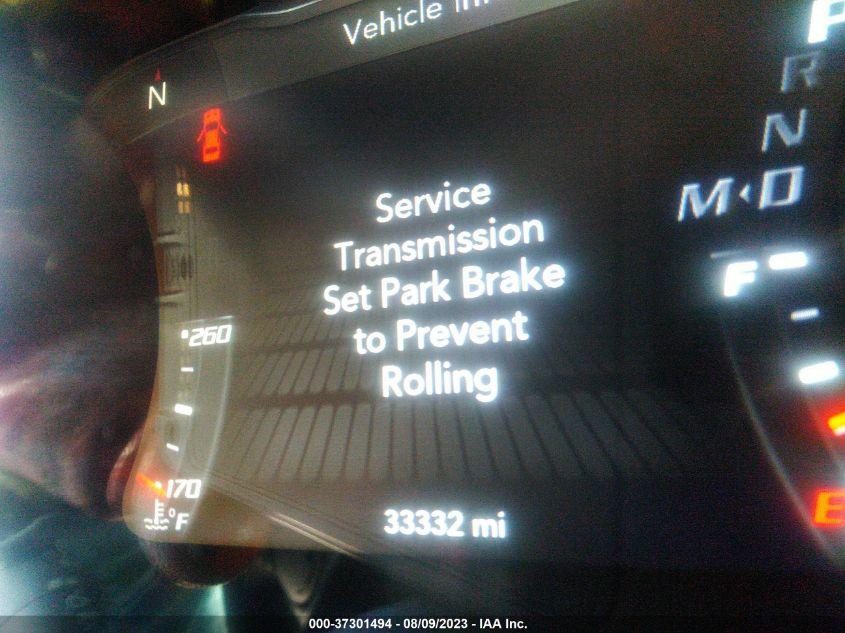 Vehicle
N
P
R
N
M◂D
Service
Transmission
Set Park Brake
to Prevent
Rolling
F
260
170
°F
E
33332 mi
000-37301494 - 08/09/2023 - IAA Inc.